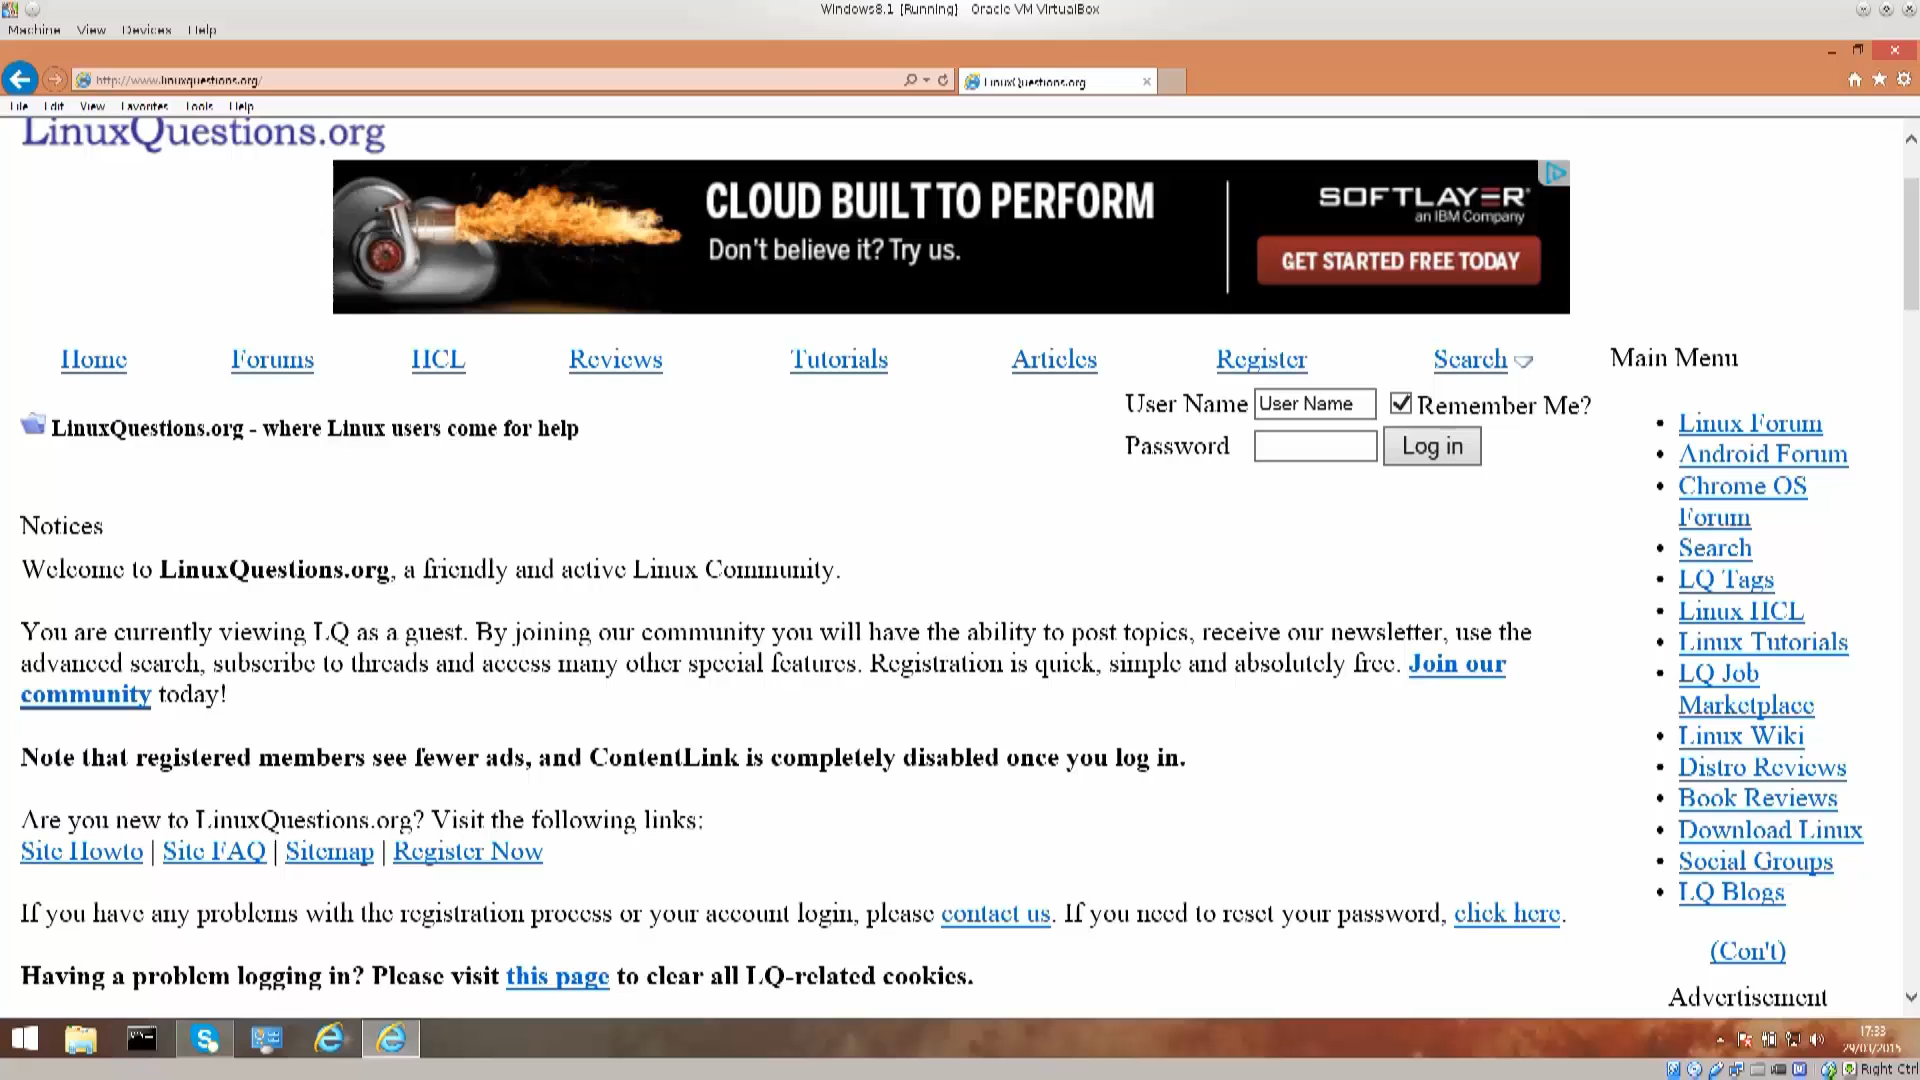 Windows8.1 [Running] Oracle VM VirtualBox
Machine View Devices Help
http://www.linuxquestions.org/
LinuxQuestions.org
File Edit View Favorites Tools Help
LinuxQuestions.org
CLOUD BUILT TO PERFORM
Don't believe it? Try us.
SOFTLAYER
an IBM Company
GET STARTED FREE TODAY
Home Forums HCL Reviews Tutorials Articles Register Search
Main Menu
User Name User Name Remember Me?
LinuxQuestions.org - where Linux users come for help
Password Log in
Notices
Welcome to LinuxQuestions.org, a friendly and active Linux Community.
You are currently viewing LQ as a guest. By joining our community you will have the ability to post topics, receive our newsletter, use the
advanced search, subscribe to threads and access many other special features. Registration is quick, simple and absolutely free. Join our
community today!
Note that registered members see fewer ads, and ContentLink is completely disabled once you log in.
Are you new to LinuxQuestions.org? Visit the following links:
Site Howto | Site FAQ | Sitemap | Register Now
If you have any problems with the registration process or your account login, please contact us. If you need to reset your password, click here.
Having a problem logging in? Please visit this page to clear all LQ-related cookies.
Linux Forum
Android Forum
Chrome OS
Forum
Search
LQ Tags
Linux HCL
Linux Tutorials
LQ Job
Marketplace
Linux Wiki
Distro Reviews
Book Reviews
Download Linux
Social Groups
LQ Blogs
(Con't)
Advertisement
17:33
29/03/2015
Right Ctrl